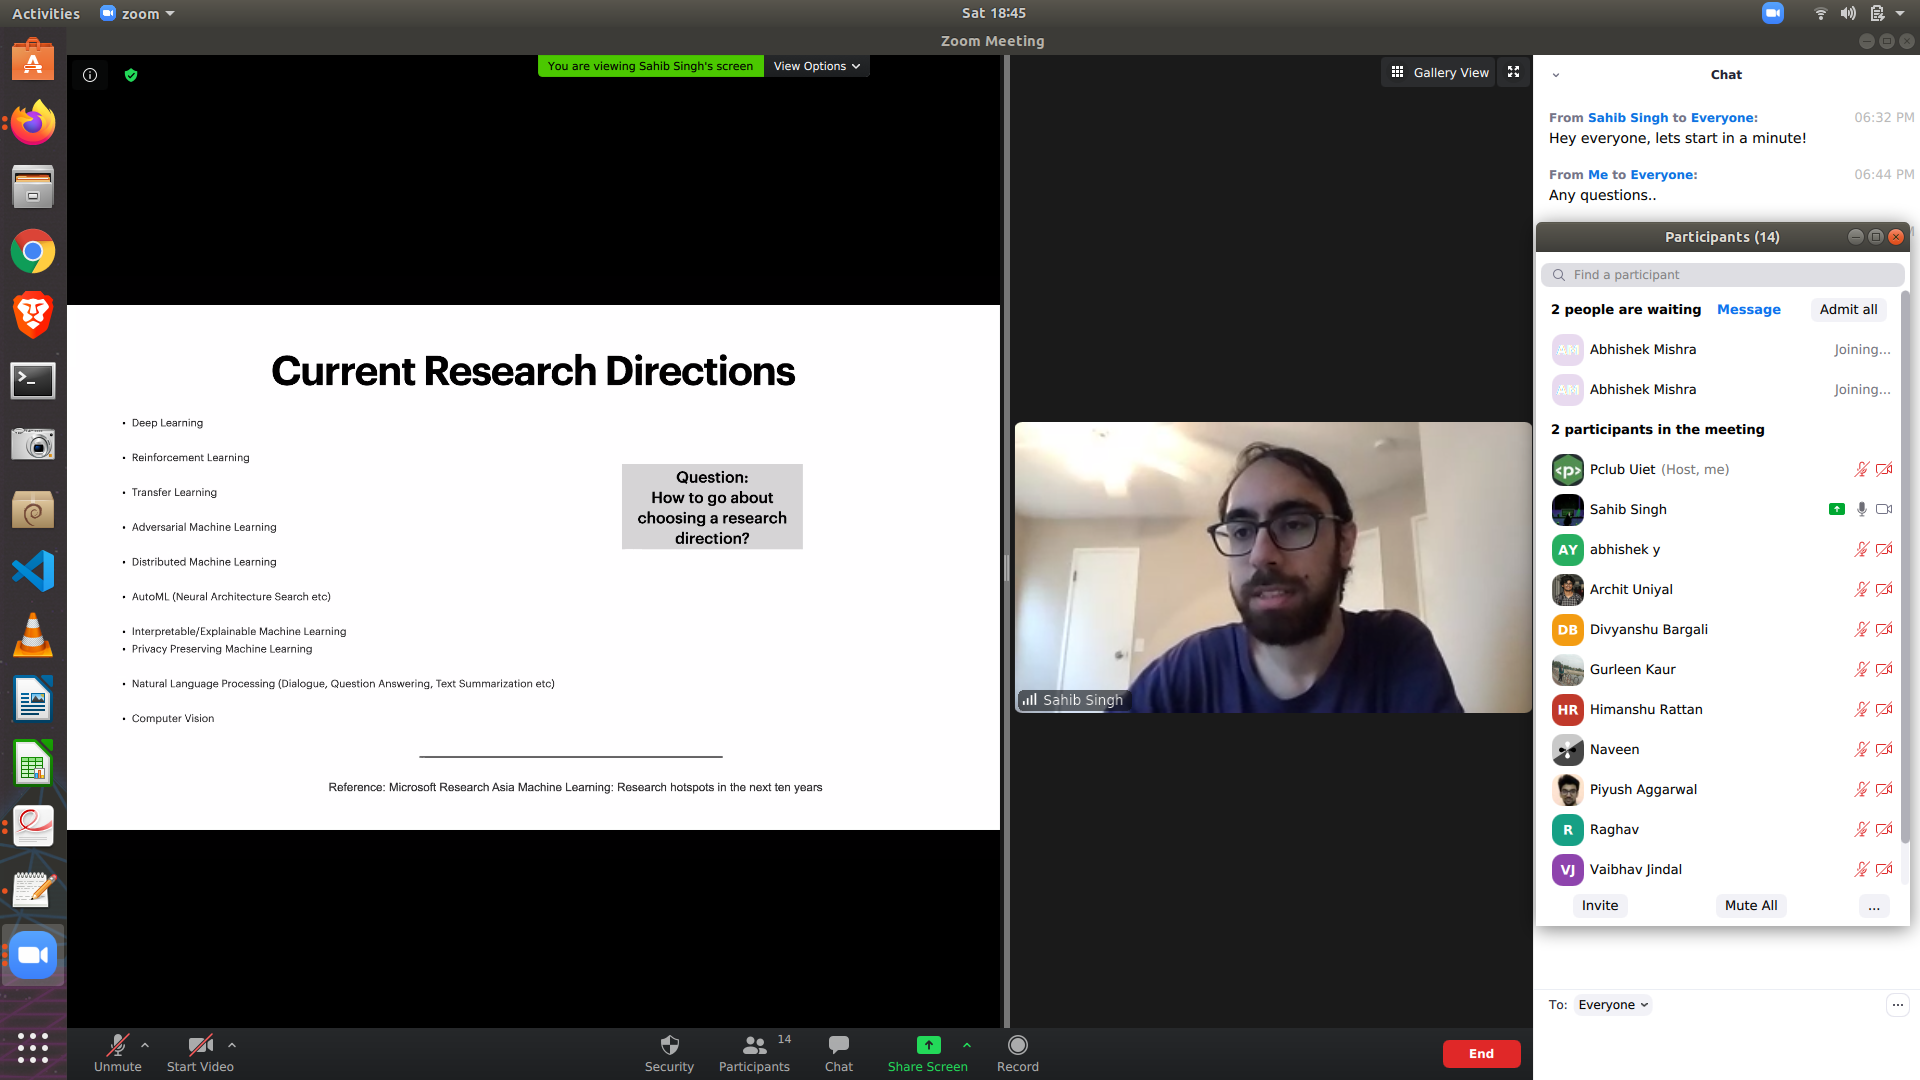 Activities
zoom
Sat 18:45
Zoom Meeting
You are viewing Sahib Singh's screen
View Options
Gallery View
Current Research Directions
• Deep Learning
• Reinforcement Learning
• Transfer Learning
• Adversarial Machine Learning
• Distributed Machine Learning
• AutoML (Neural Architecture Search etc)
• Interpretable/Explainable Machine Learning
• Privacy Preserving Machine Learning
• Natural Language Processing (Dialogue, Question Answering, Text Summarization etc)
• Computer Vision
Question:
How to go about
choosing a research
direction?
Reference: Microsoft Research Asia Machine Learning: Research hotspots in the next ten years
Sahib Singh
Chat
From Sahib Singh to Everyone: 06:32 PM
Hey everyone, lets start in a minute!
From Me to Everyone: 06:44 PM
Any questions..
Participants (14)
Find a participant
2 people are waiting Message Admit all
AM Abhishek Mishra Joining...
AM Abhishek Mishra Joining...
2 participants in the meeting
<p> Pclub Uiet (Host, me)
Sahib Singh
AY abhishek y
Archit Uniyal
DB Divyanshu Bargali
Gurleen Kaur
HR Himanshu Rattan
Naveen
Piyush Aggarwal
R Raghav
VJ Vaibhav Jindal
Invite Mute All ...
To: Everyone
Unmute
Start Video
Security
Participants 14
Chat
Share Screen
Record
End